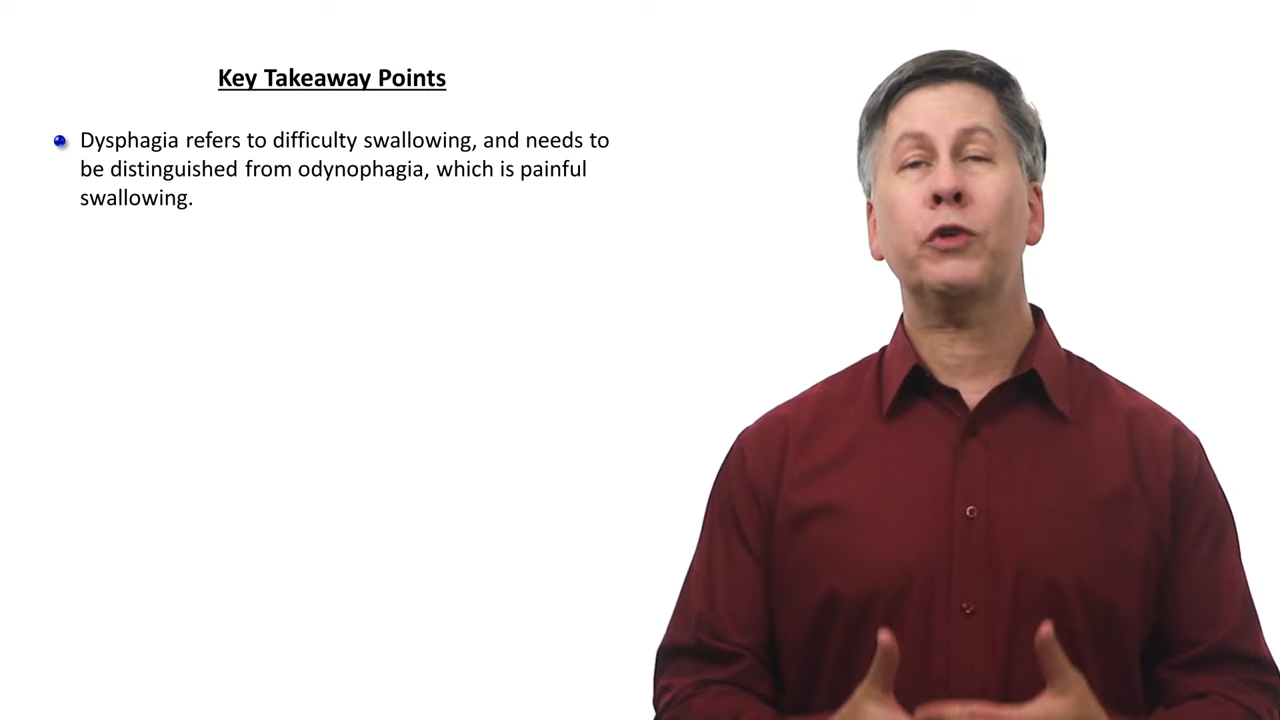 Key Takeaway Points
Dysphagia refers to difficulty swallowing, and needs to
be distinguished from odynophagia, which is painful
swallowing.